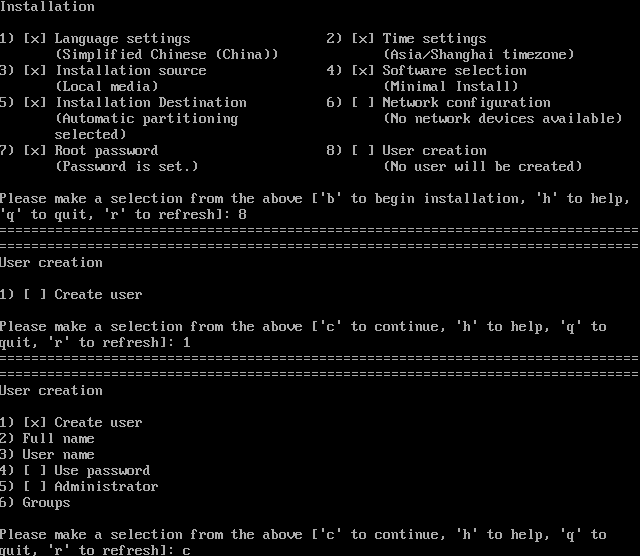 Installation
1) [x] Language settings                 2) [x] Time settings
       (Simplified Chinese (China))             (Asia/Shanghai timezone)
3) [x] Installation source               4) [x] Software selection
       (Local media)                            (Minimal Install)
5) [x] Installation Destination          6) [ ] Network configuration
       (Automatic partitioning                  (No network devices available)
       selected)
7) [x] Root password                     8) [ ] User creation
       (Password is set.)                       (No user will be created)
Please make a selection from the above ['b' to begin installation, 'h' to help,
'q' to quit, 'r' to refresh]: 8
================================================================================
================================================================================
User creation
1) [ ] Create user
Please make a selection from the above ['c' to continue, 'h' to help, 'q' to
quit, 'r' to refresh]: 1
================================================================================
================================================================================
User creation
1) [x] Create user
2) Full name
3) User name
4) [ ] Use password
5) [ ] Administrator
6) Groups
Please make a selection from the above ['c' to continue, 'h' to help, 'q' to
quit, 'r' to refresh]: c